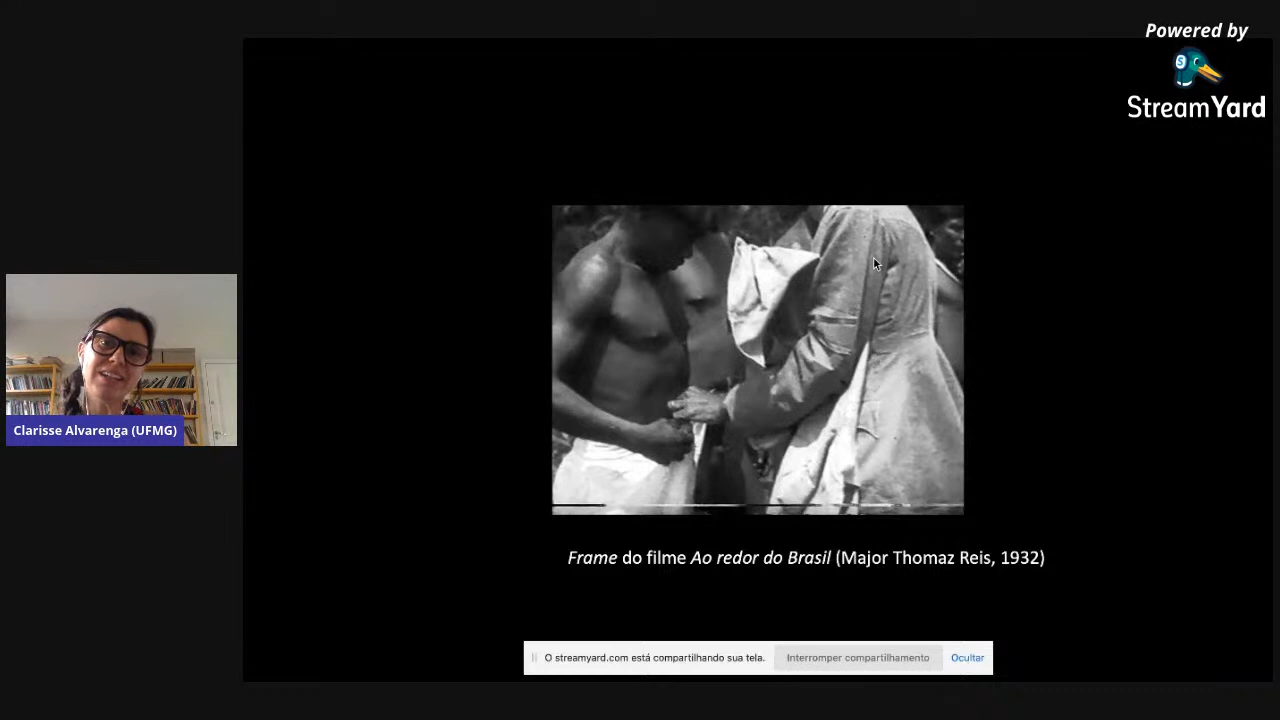 Powered by
StreamYard
Clarisse Alvarenga (UFMG)
Frame do filme Ao redor do Brasil (Major Thomaz Reis, 1932)
O streamyard.com está compartilhando sua tela.
Interromper compartilhamento
Ocultar